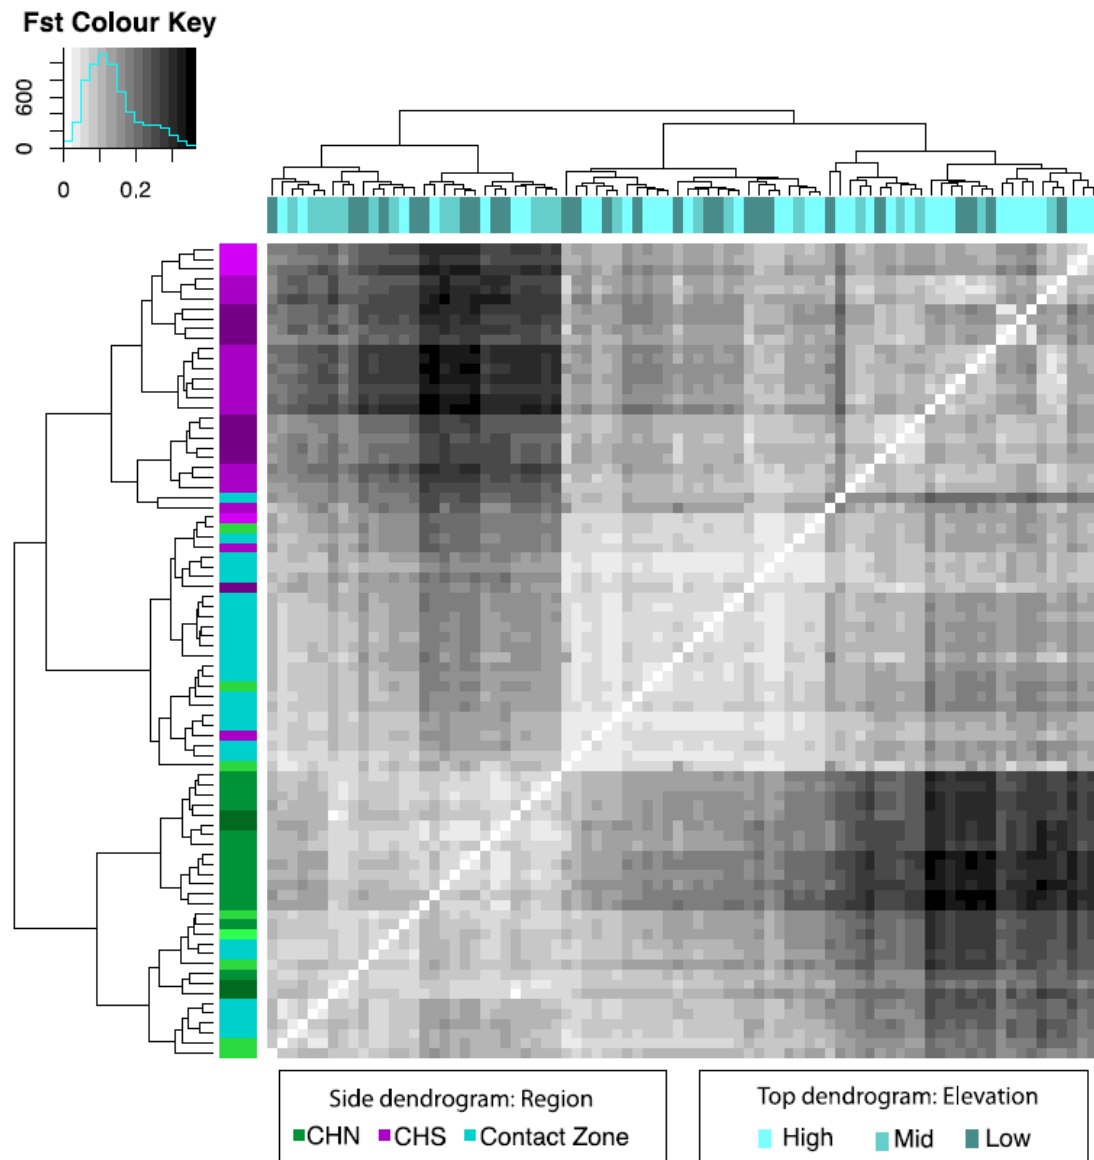 Fst Colour Key
600
0
0 0.2
Side dendrogram: Region
CHN CHS Contact Zone
Top dendrogram: Elevation
High Mid Low